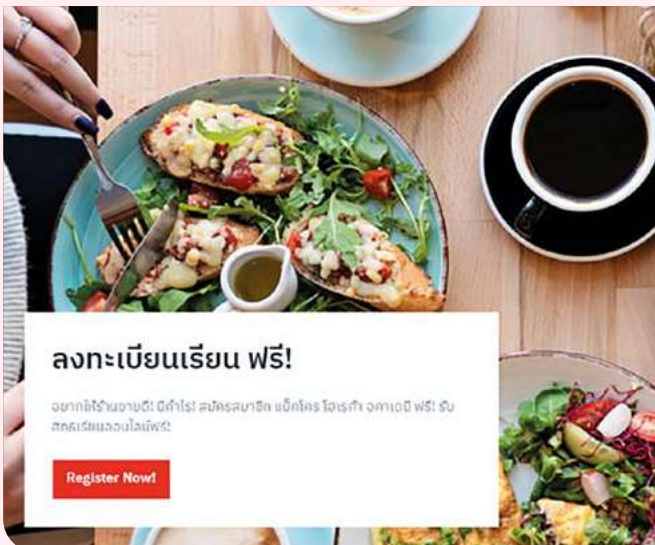 ลงทะเบียนเรียน ฟรี!
อยากให้ร้านขายดี! มีกำไร! สมัครสมาชิก แม็คโคร โฮเรก้า อคาเดมี ฟรี! รับ
สิทธิเรียนออนไลน์ฟรี!
Register Now!